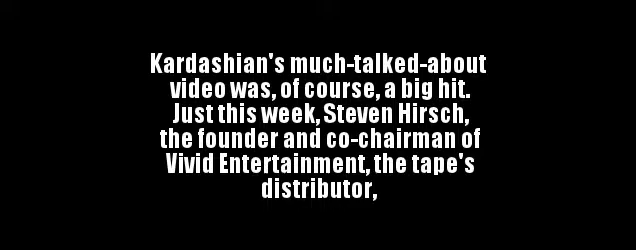 Kardashian's much-talked-about
video was, of course, a big hit.
Just this week, Steven Hirsch,
the founder and co-chairman of
Vivid Entertainment, the tape's
distributor,